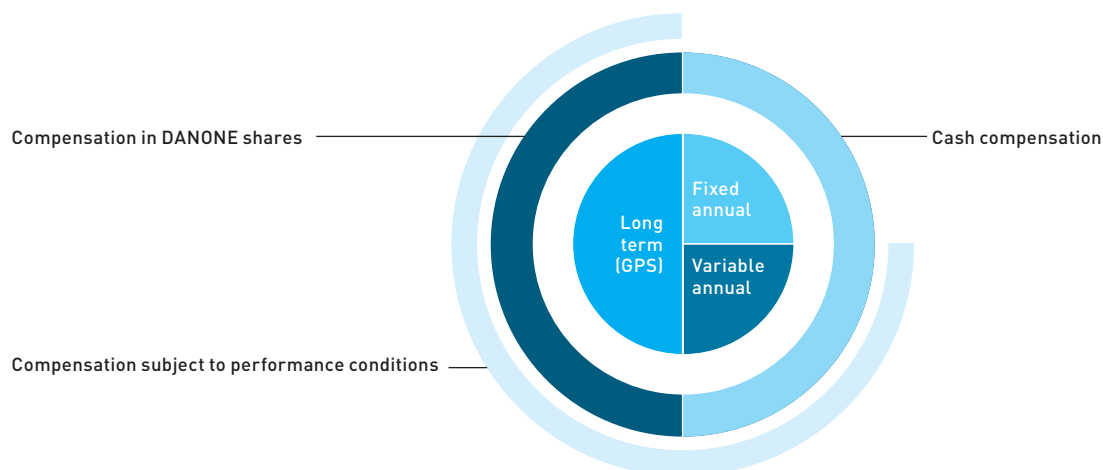 Compensation in DANONE shares
Cash compensation
Fixed
annual
Long
term
(GPS)
Variable
annual
Compensation subject to performance conditions